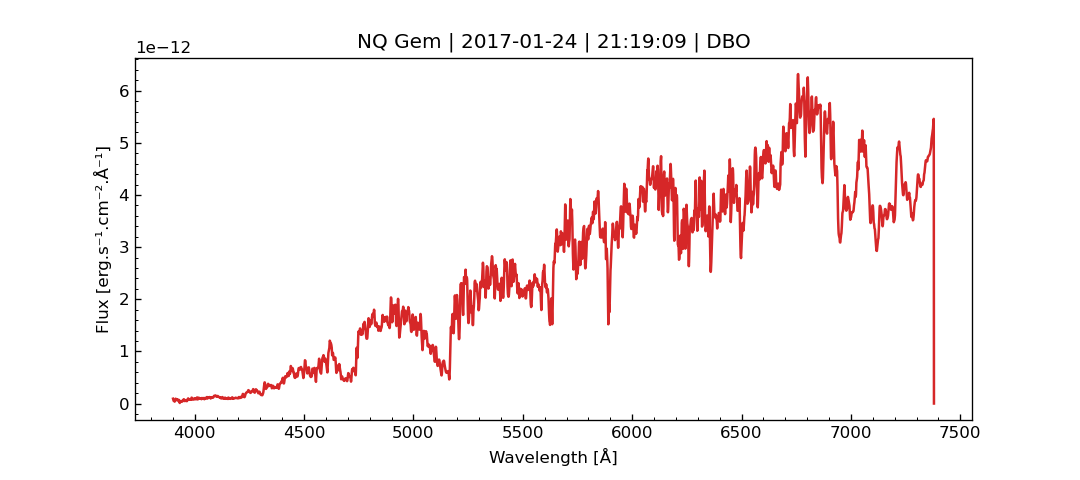 NQ Gem | 2017-01-24 | 21:19:09 | DBO
1e−12
6
5
4
3
2
1
0
Flux [erg.s⁻¹.cm⁻².Å⁻¹]
4000 4500 5000 5500 6000 6500 7000 7500
Wavelength [Å]